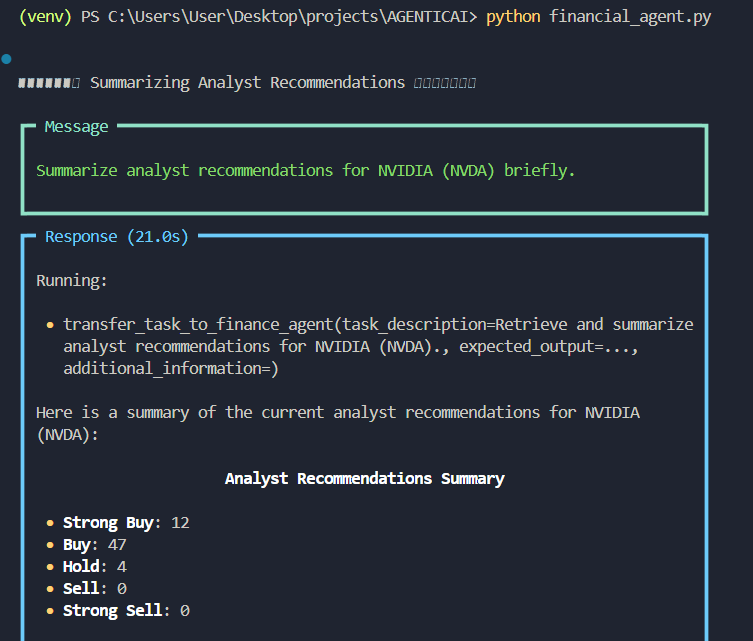 (venv) PS C:\Users\User\Desktop\projects\AGENTICAI> python financial_agent.py
Summarizing Analyst Recommendations
Message
Summarize analyst recommendations for NVIDIA (NVDA) briefly.
Response (21.0s)
Running:
• transfer_task_to_finance_agent(task_description=Retrieve and summarize
analyst recommendations for NVIDIA (NVDA)., expected_output=...,
additional_information=)
Here is a summary of the current analyst recommendations for NVIDIA
(NVDA):
Analyst Recommendations Summary
• Strong Buy: 12
• Buy: 47
• Hold: 4
• Sell: 0
• Strong Sell: 0